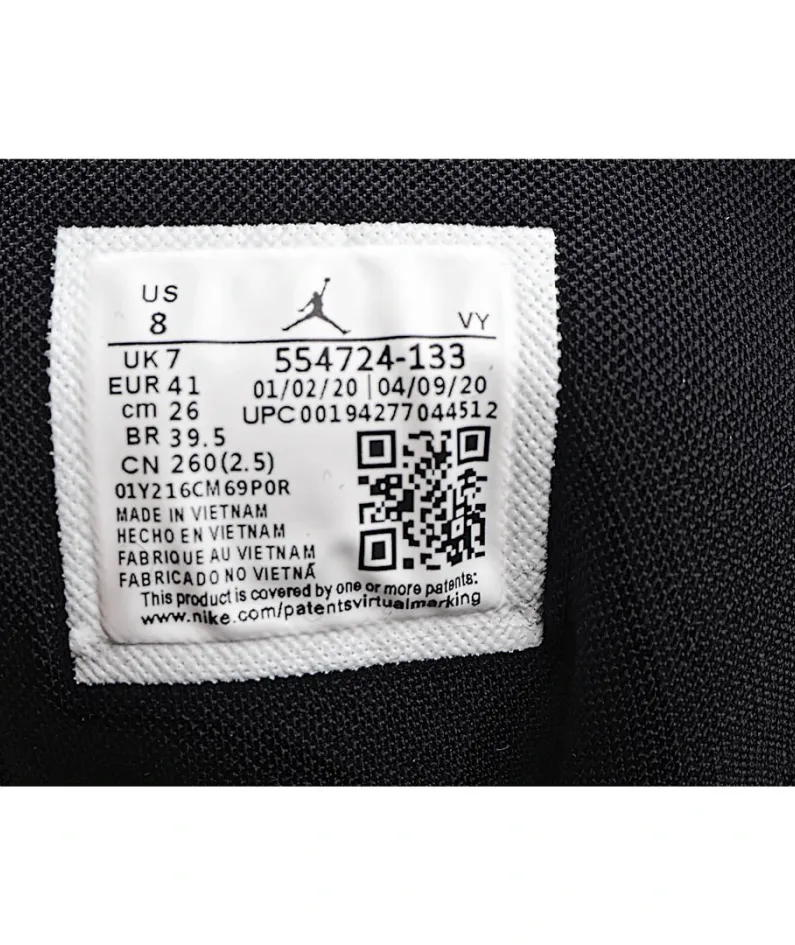 US
8
VY
UK 7
554724-133
EUR 41
01/02/20 | 04/09/20
cm 26
UPC00194277044512
BR 39.5
CN 260(2.5)
01Y216CM69P0R
MADE IN VIETNAM
HECHO EN VIETNAM
FABRIQUE AU VIETNAM
FABRICADO NO VIETNÃ
This product is covered by one or more patents:
www.nike.com/patentsvirtualmarking